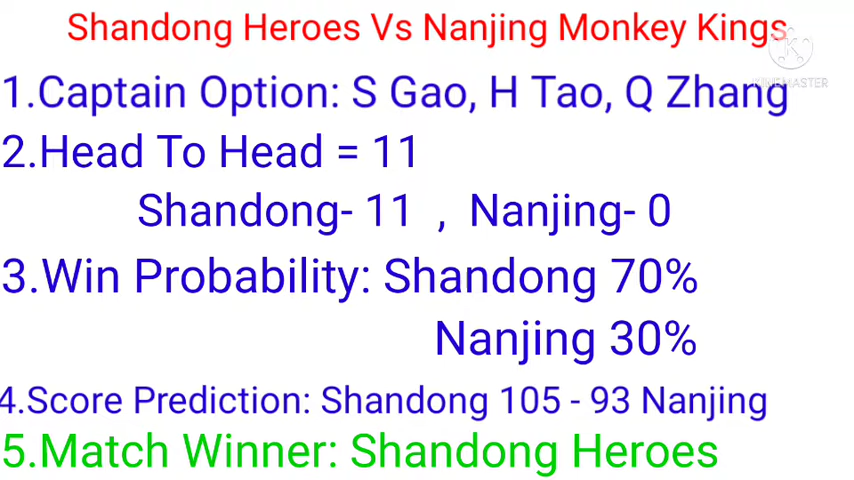 Shandong Heroes Vs Nanjing Monkey Kings
KINEMASTER
1.Captain Option: S Gao, H Tao, Q Zhang
2.Head To Head = 11
Shandong- 11 , Nanjing- 0
3.Win Probability: Shandong 70%
Nanjing 30%
4.Score Prediction: Shandong 105 - 93 Nanjing
5.Match Winner: Shandong Heroes